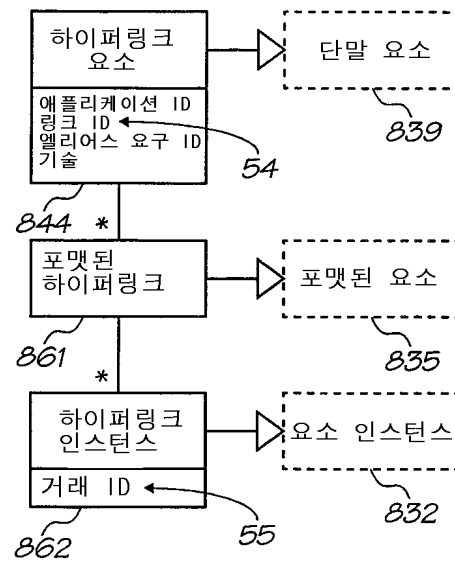 하이퍼링크
요소
단말 요소
839
애플리케이션 ID
링크 ID
엘리어스 요구 ID
기술
54
844
*
포맷된
하이퍼링크
포맷된 요소
861
835
*
하이퍼링크
인스턴스
요소 인스턴스
거래 ID
832
862
55